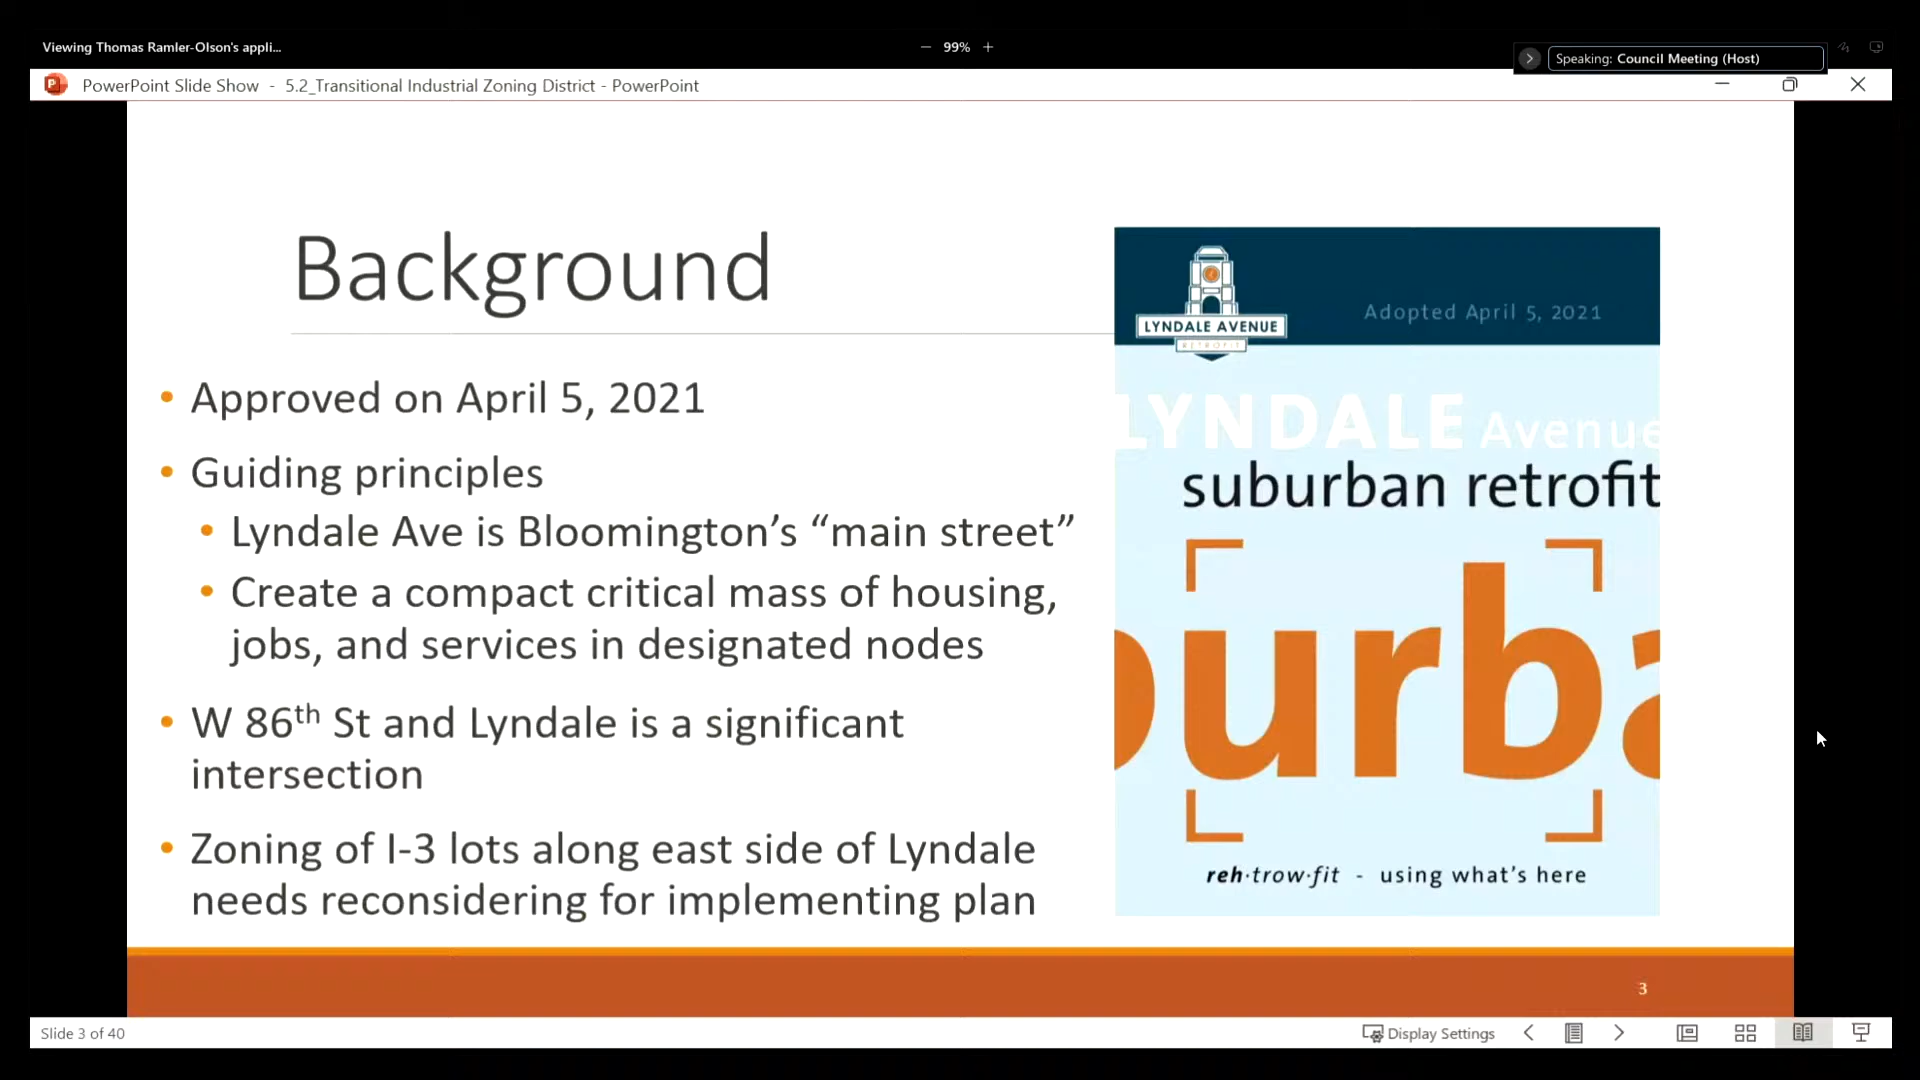 Viewing Thomas Ramler-Olson's appli...
99%
Speaking: Council Meeting (Host)
PowerPoint Slide Show - 5.2_Transitional Industrial Zoning District - PowerPoint
Background
• Approved on April 5, 2021
• Guiding principles
• Lyndale Ave is Bloomington’s “main street”
• Create a compact critical mass of housing,
jobs, and services in designated nodes
• W 86th St and Lyndale is a significant
intersection
• Zoning of I-3 lots along east side of Lyndale
needs reconsidering for implementing plan
LYNDALE AVENUE
RETROFIT
Adopted April 5, 2021
LYNDALE Avenue
suburban retrofit
burba
reh·trow·fit - using what’s here
3
Slide 3 of 40
Display Settings